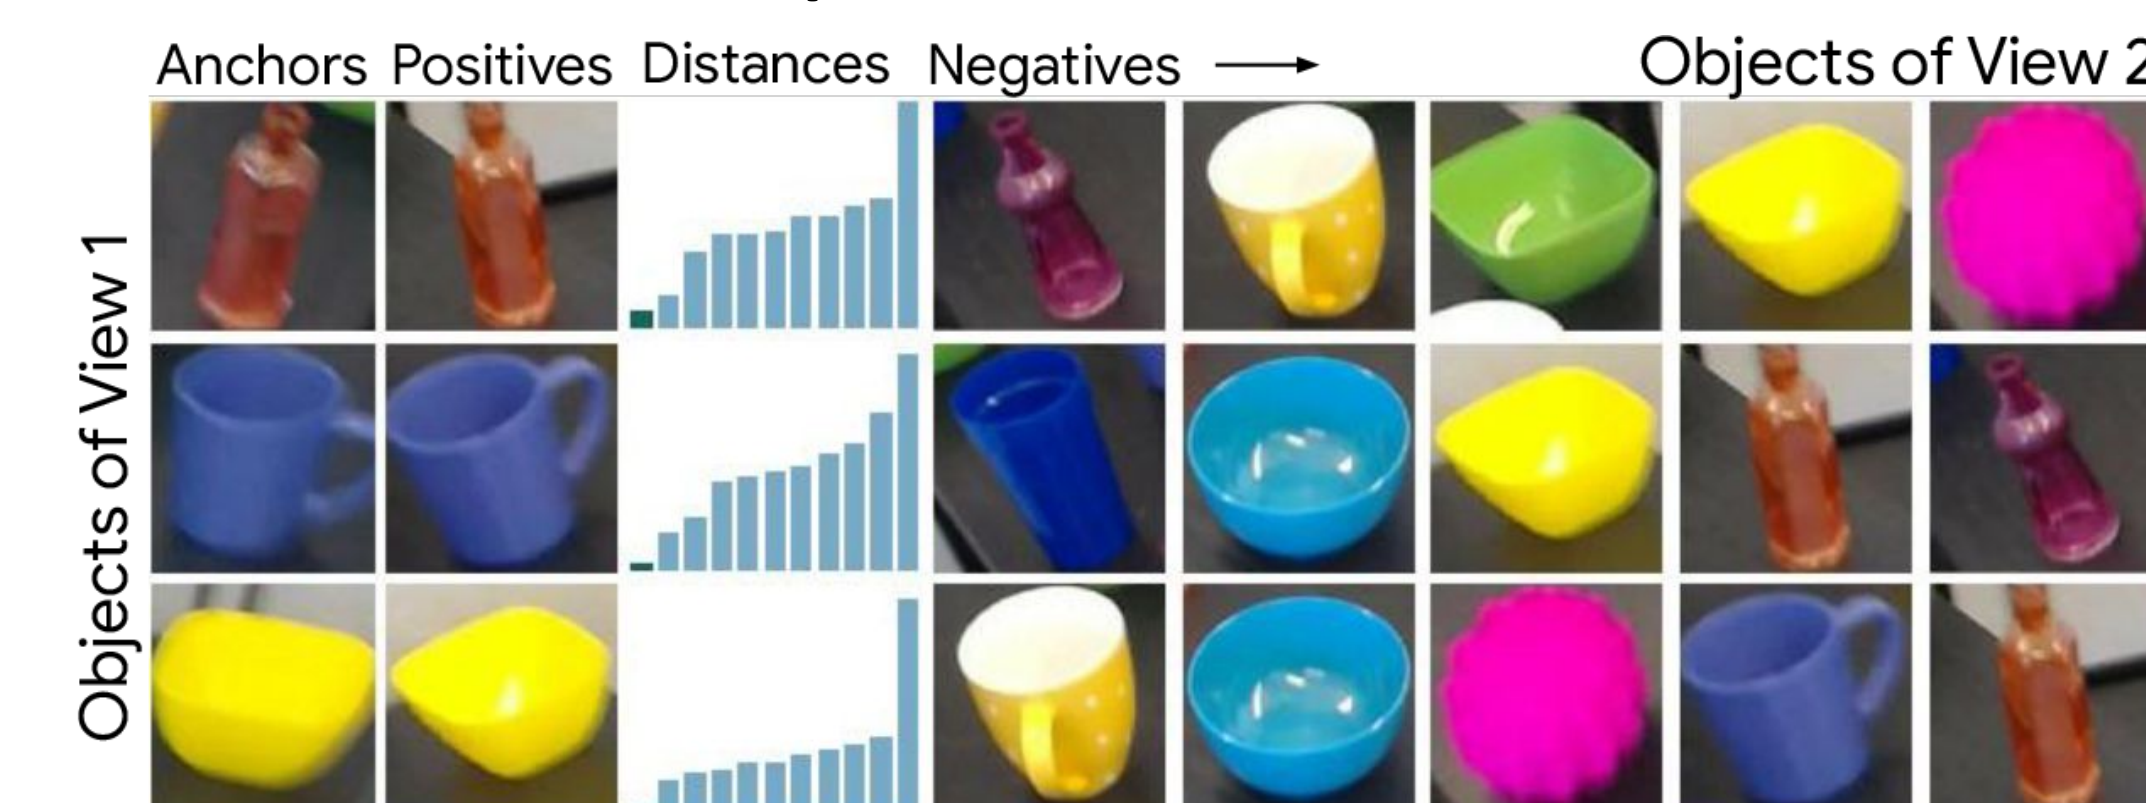 Anchors Positives Distances Negatives → Objects of View 2
Objects of View 1